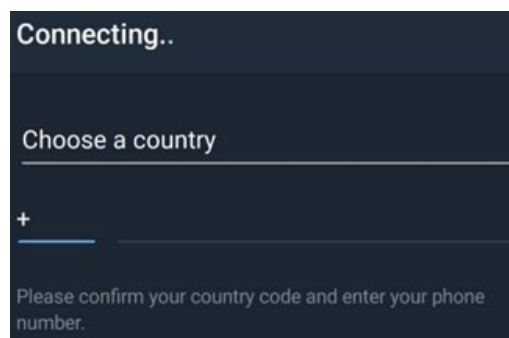 Connecting..
Choose a country
+
Please confirm your country code and enter your phone
number.